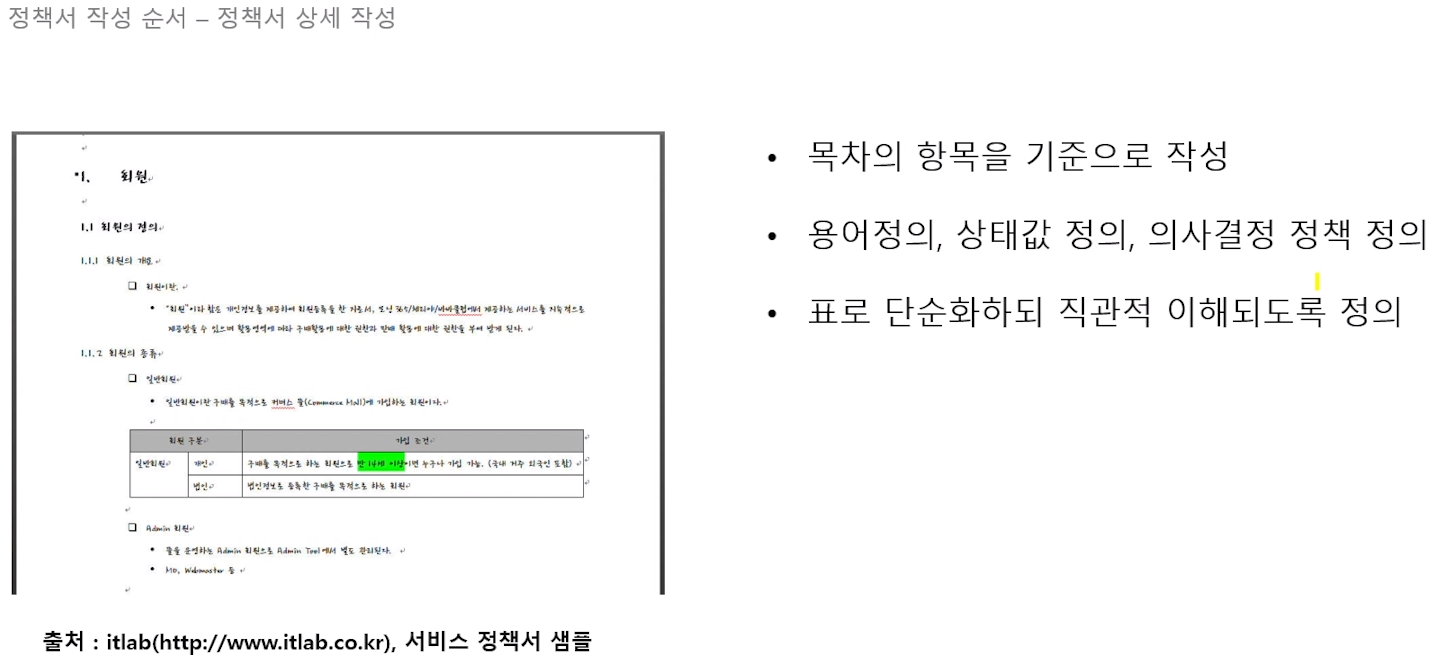 정책서 작성 순서 – 정책서 상세 작성
1. 회원
1.1 회원의 정의
1.1.1 회원의 개요
회원이란.
• "회원"이라 함은 개인정보를 제공하여 회원등록을 한 자로서, 에서 제공하는 서비스를 지속적으로
제공받을 수 있으며 활동영역에 따라 구매활동에 대한 권한과 판매 활동에 대한 권한을 부여 받게 된다.
1.1.2 회원의 종류
일반회원
• 일반회원이란 구매를 목적으로 커머스 몰(Commerce Mall)에 가입하는 회원이다.
회원 구분 가입 조건
일반회원 개인 구매를 목적으로 하는 회원으로 만 14세 이상이면 누구나 가입 가능. (국내 거주 외국인 포함)
법인 법인정보로 등록한 구매를 목적으로 하는 회원
Admin 회원
• 몰을 운영하는 Admin 회원으로 Admin Tool에서 별도 관리된다.
• MD, Webmaster 등
출처 : itlab(http://www.itlab.co.kr), 서비스 정책서 샘플
• 목차의 항목을 기준으로 작성
• 용어정의, 상태값 정의, 의사결정 정책 정의
• 표로 단순화하되 직관적 이해되도록 정의